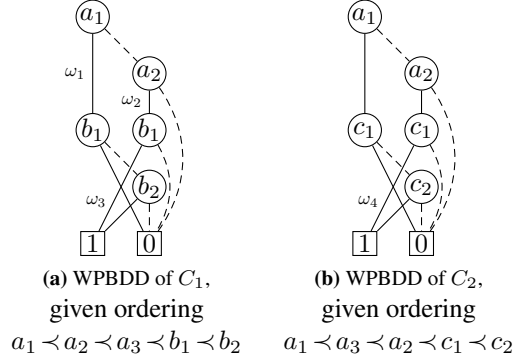 a₁
a₁
a₂
a₂
ω₁
ω₂
b₁
b₁
c₁
c₁
b₂
c₂
ω₃
ω₄
1
0
1
0
(a) WPBDD of C₁,
given ordering
a₁≺a₂≺a₃≺b₁≺b₂
(b) WPBDD of C₂,
given ordering
a₁≺a₃≺a₂≺c₁≺c₂